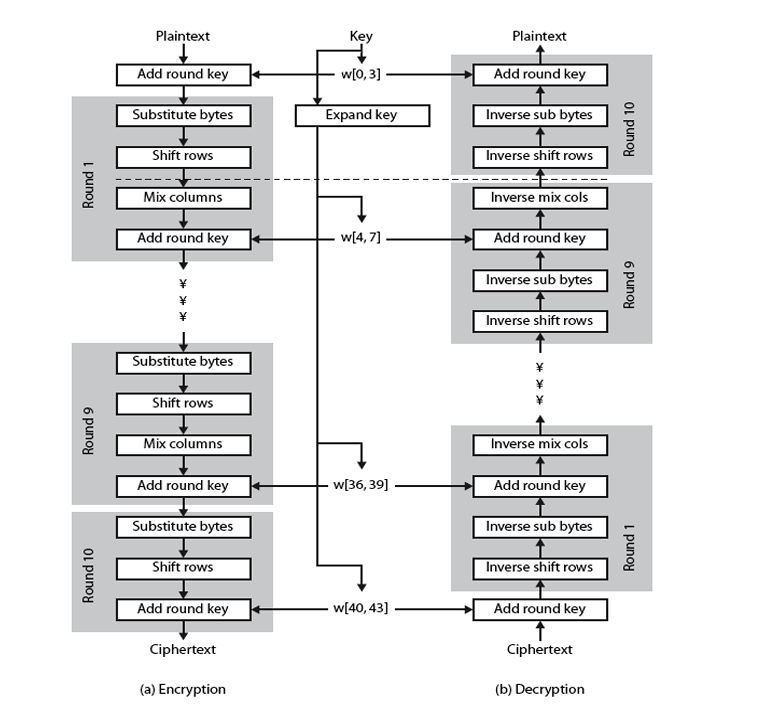 Plaintext
Key
Plaintext
Add round key
w[0, 3]
Add round key
Substitute bytes
Expand key
Inverse sub bytes
Round 10
Shift rows
Inverse shift rows
Round 1
Mix columns
Inverse mix cols
Add round key
w[4, 7]
Add round key
Inverse sub bytes
Round 9
Inverse shift rows
¥
¥
¥
Substitute bytes
¥
¥
¥
Shift rows
Round 9
Mix columns
Inverse mix cols
Add round key
w[36, 39]
Add round key
Substitute bytes
Inverse sub bytes
Round 1
Round 10
Shift rows
Inverse shift rows
Add round key
w[40, 43]
Add round key
Ciphertext
Ciphertext
(a) Encryption
(b) Decryption